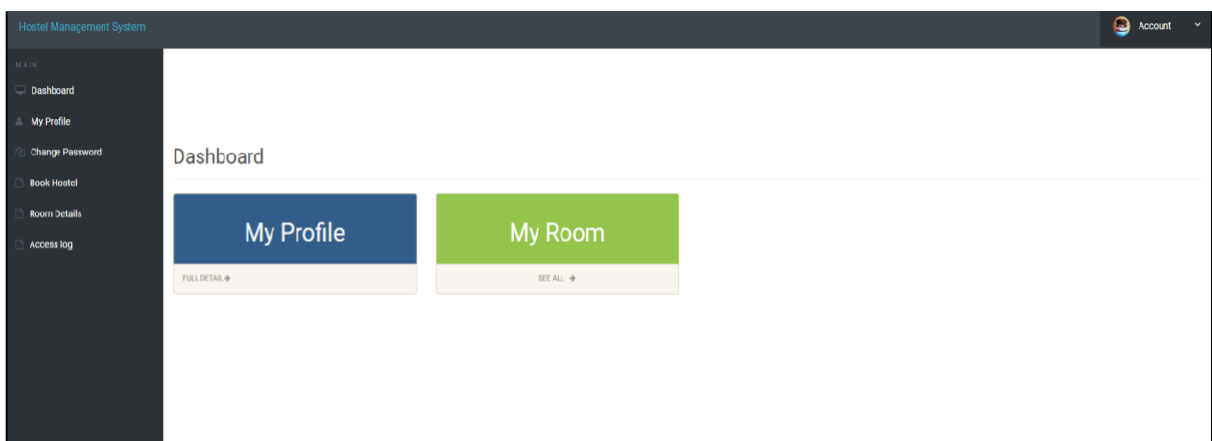 Hostel Management System
Account
MAIN
Dashboard
My Profile
Change Password
Book Hostel
Room Details
Access log
Dashboard
My Profile
FULL DETAIL
My Room
SEE ALL